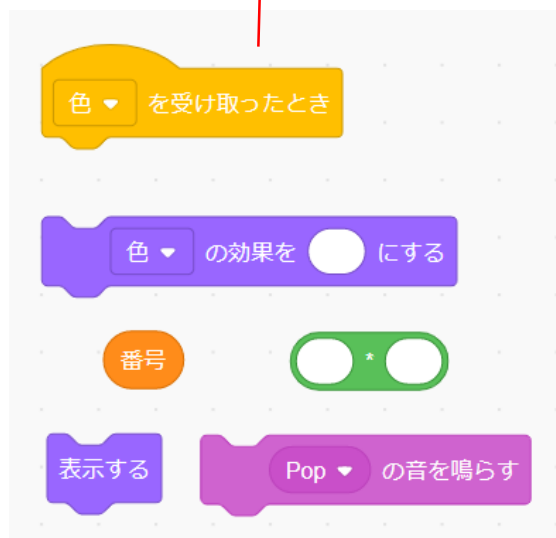 色 を受け取ったとき
色 の効果を にする
番号 *
表示する Pop の音を鳴らす